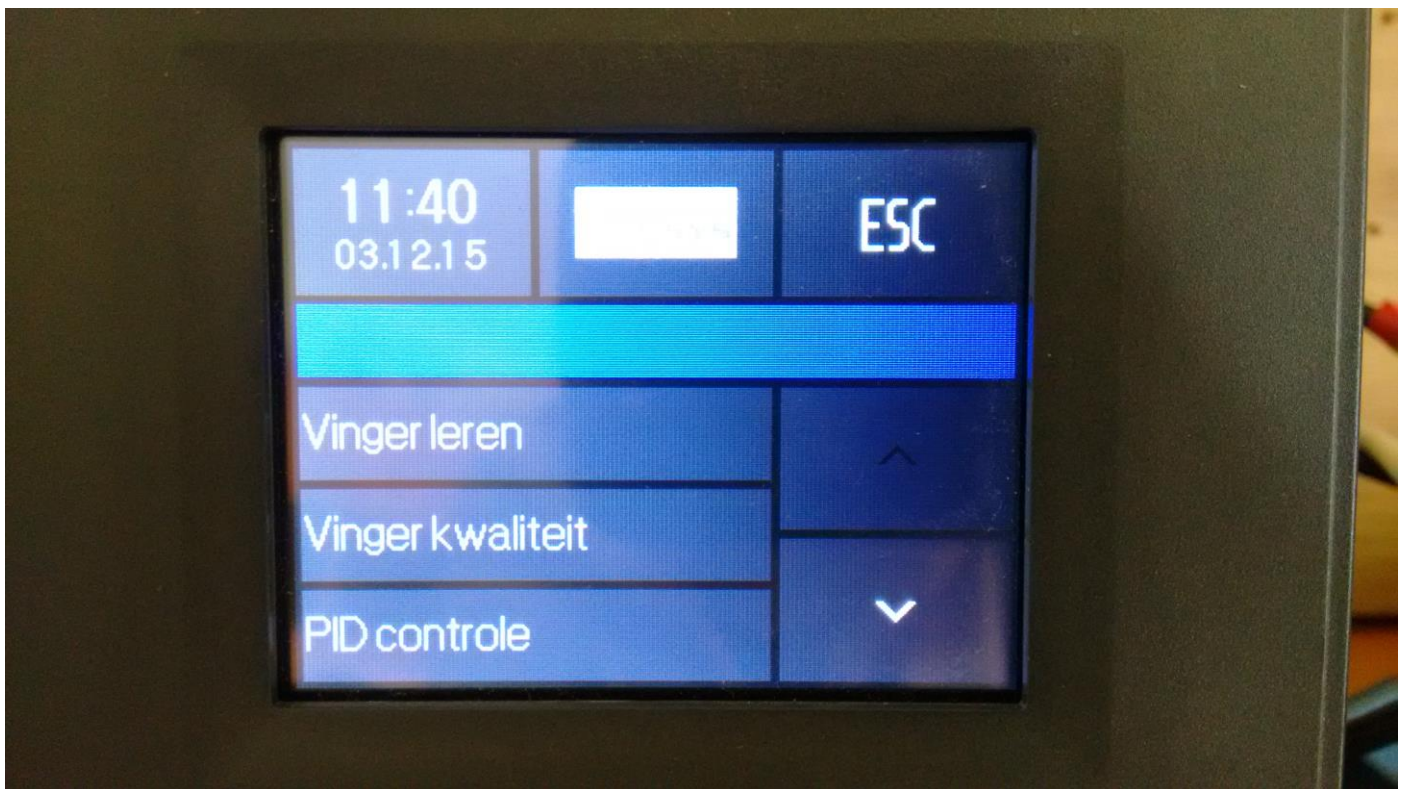 11:40
03.12.15
ESC
Vinger leren
Vinger kwaliteit
PID controle